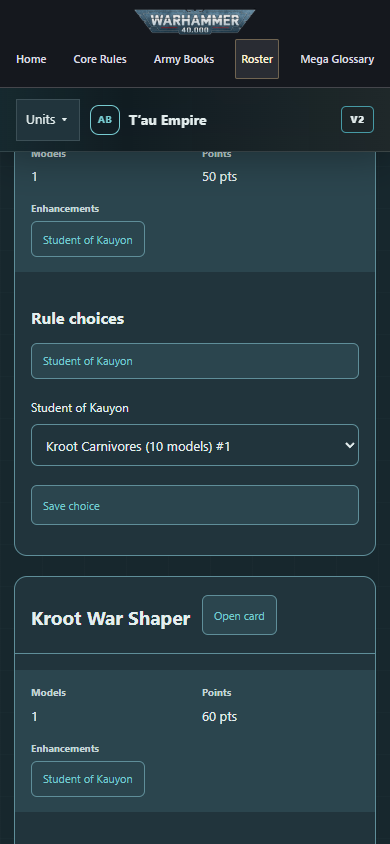 WARHAMMER
40,000
Home
Core Rules
Army Books
Roster
Mega Glossary
Units
AB
T'au Empire
V2
Models
Points
1
50 pts
Enhancements
Student of Kauyon
Rule choices
Student of Kauyon
Student of Kauyon
Kroot Carnivores (10 models) #1
Save choice
Kroot War Shaper
Open card
Models
Points
1
60 pts
Enhancements
Student of Kauyon